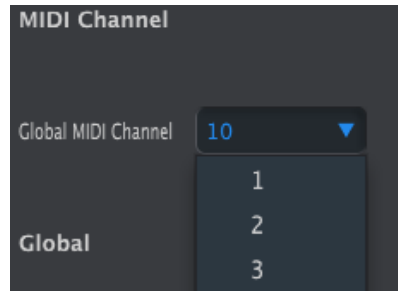 MIDI Channel
Global MIDI Channel 10 ▼
1
2
Global
3